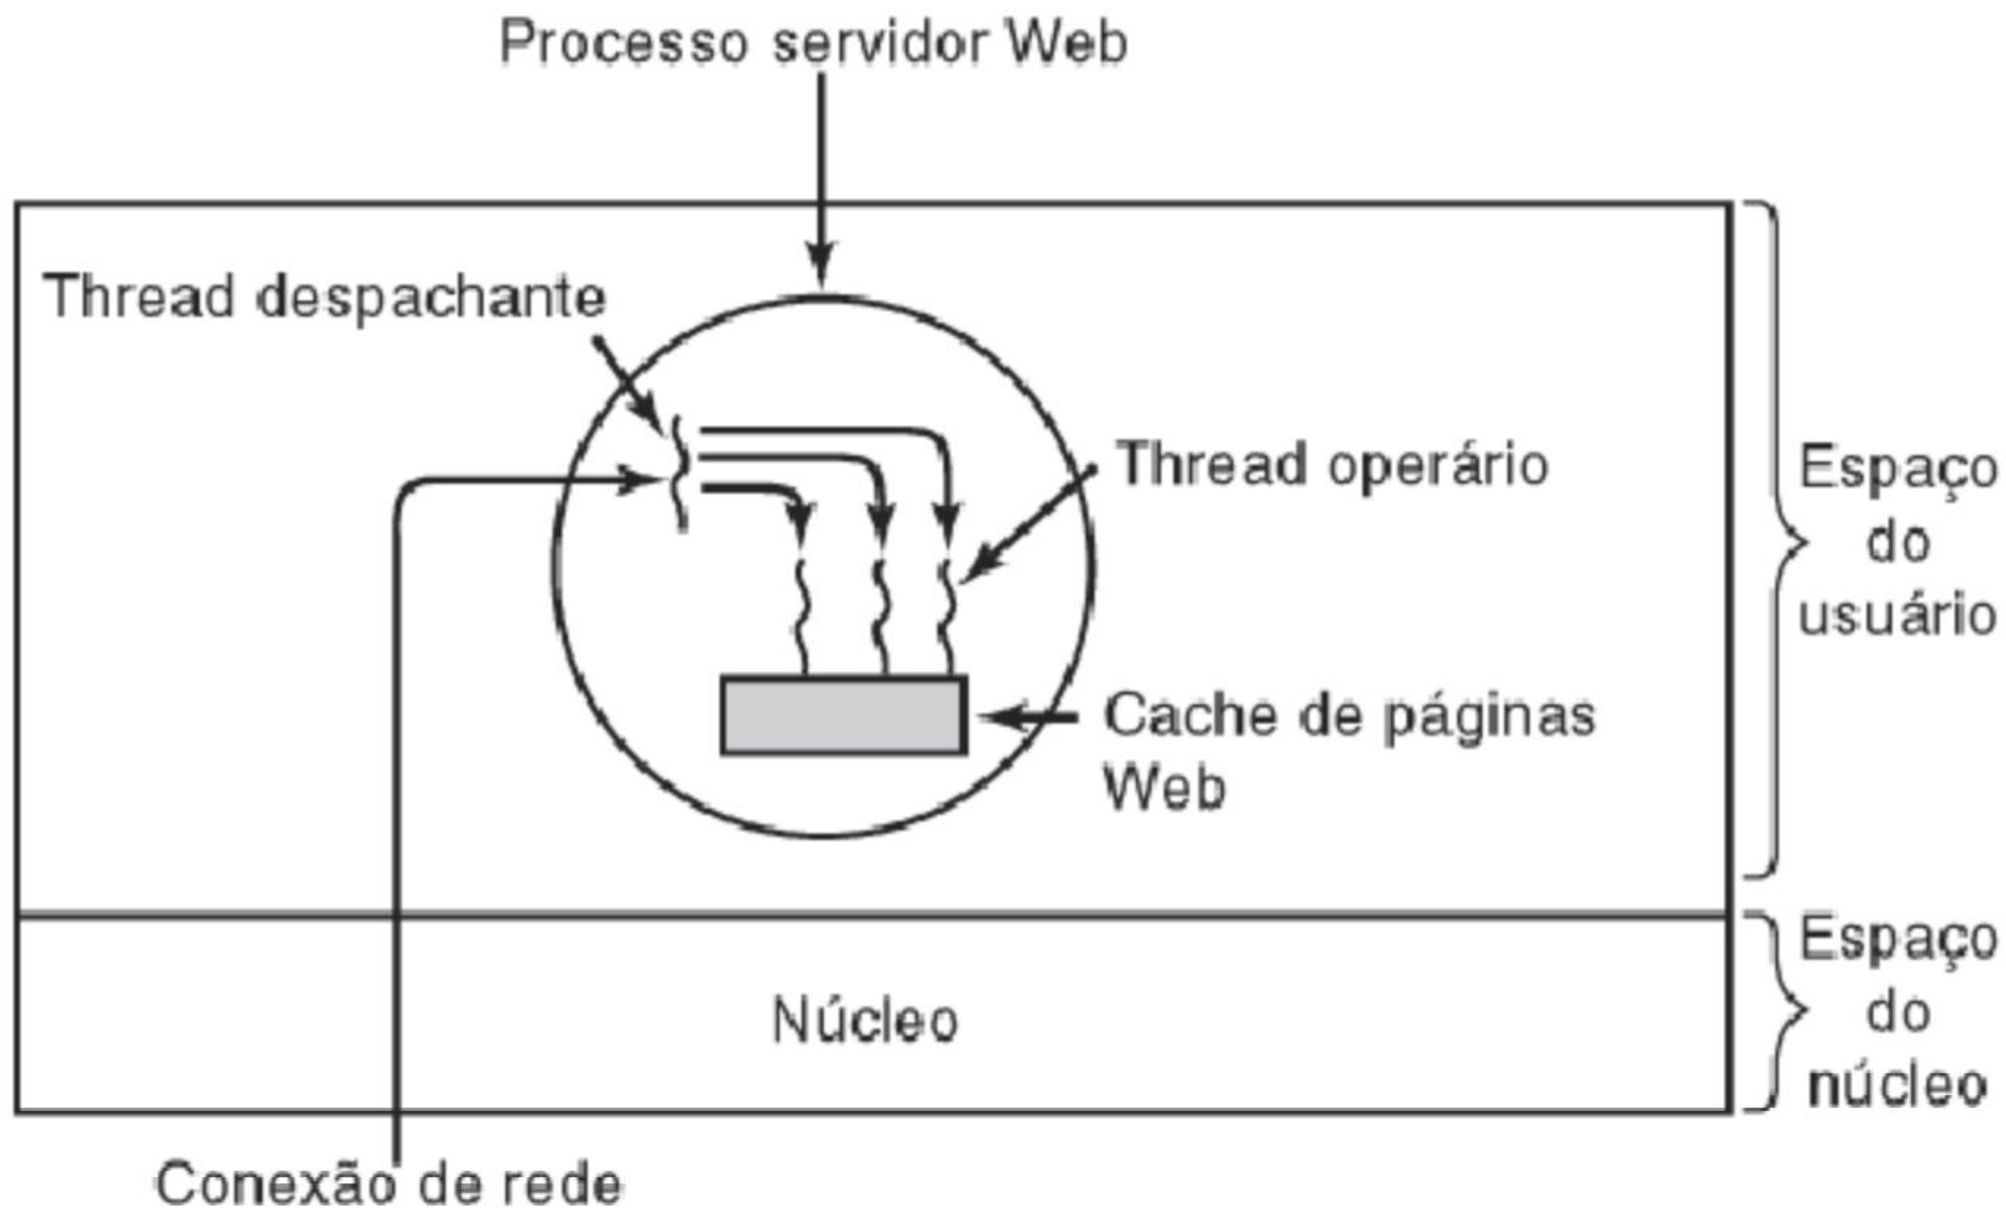 Processo servidor Web
Thread despachante
Thread operário
Espaço
do
usuário
Cache de páginas
Web
Espaço
do
núcleo
Núcleo
Conexão de rede